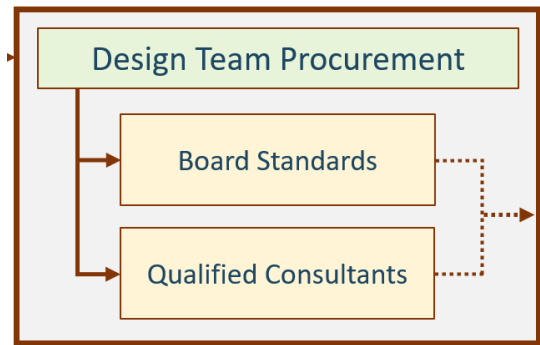 Design Team Procurement
Board Standards
Qualified Consultants